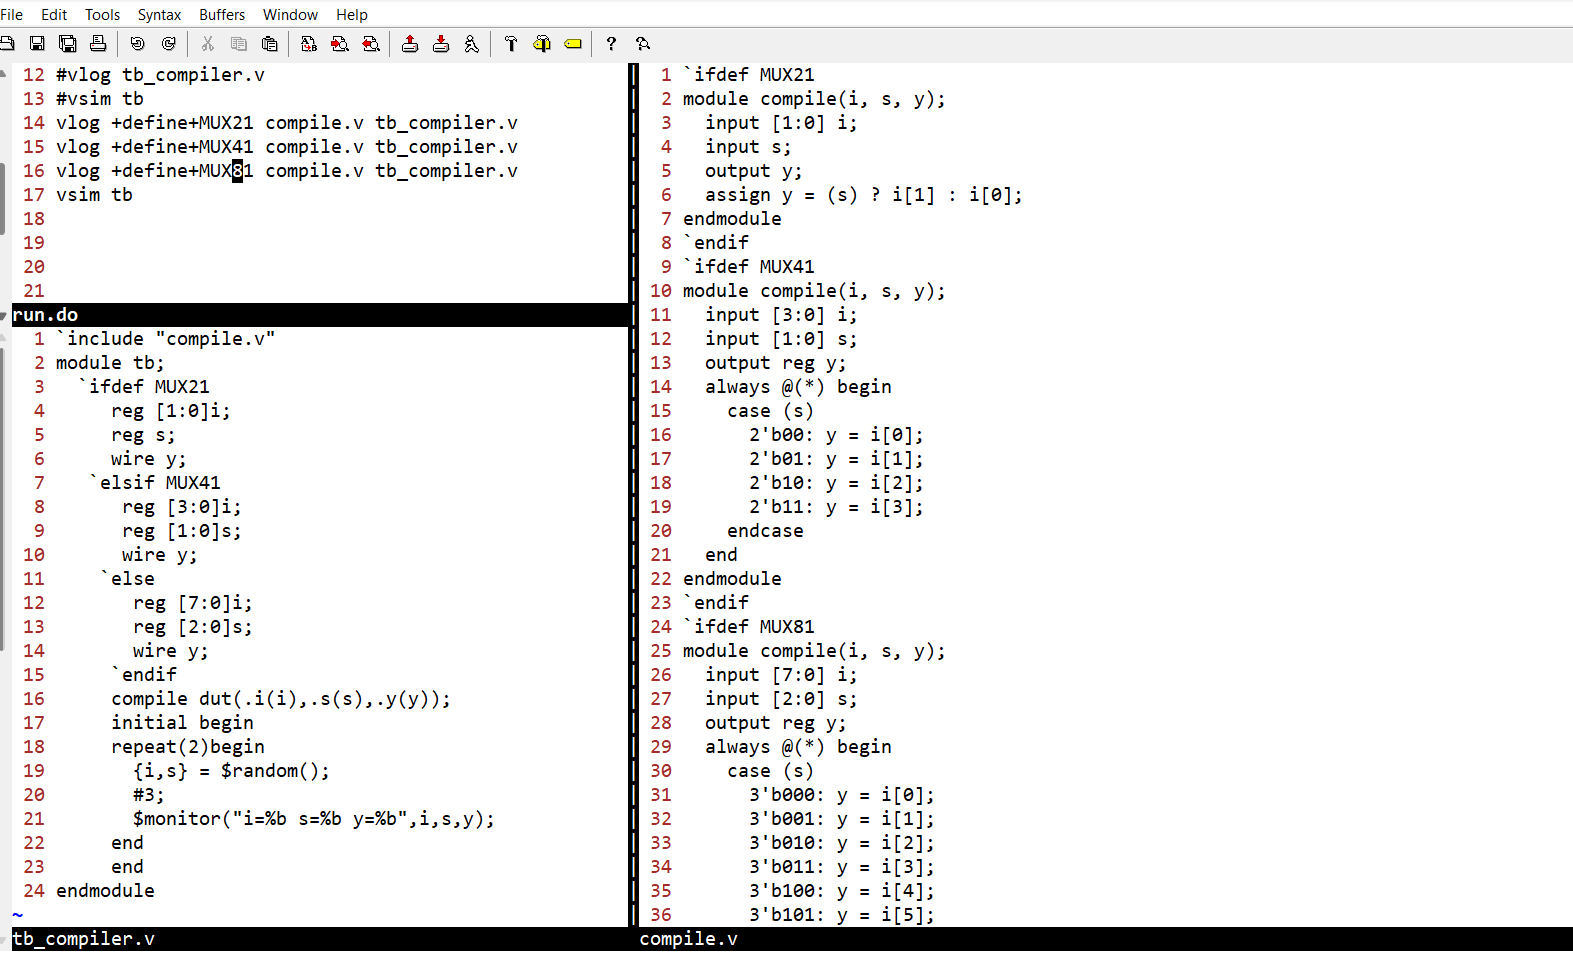 File Edit Tools Syntax Buffers Window Help
12 #vlog tb_compiler.v
13 #vsim tb
14 vlog +define+MUX21 compile.v tb_compiler.v
15 vlog +define+MUX41 compile.v tb_compiler.v
16 vlog +define+MUX81 compile.v tb_compiler.v
17 vsim tb
18
19
20
21
run.do
1 `include "compile.v"
2 module tb;
3   `ifdef MUX21
4      reg [1:0]i;
5      reg s;
6      wire y;
7    `elsif MUX41
8       reg [3:0]i;
9       reg [1:0]s;
10      wire y;
11     `else
12       reg [7:0]i;
13       reg [2:0]s;
14       wire y;
15      `endif
16      compile dut(.i(i),.s(s),.y(y));
17      initial begin
18      repeat(2)begin
19        {i,s} = $random();
20        #3;
21        $monitor("i=%b s=%b y=%b",i,s,y);
22      end
23      end
24 endmodule
~
tb_compiler.v
1 `ifdef MUX21
2 module compile(i, s, y);
3   input [1:0] i;
4   input s;
5   output y;
6   assign y = (s) ? i[1] : i[0];
7 endmodule
8 `endif
9 `ifdef MUX41
10 module compile(i, s, y);
11   input [3:0] i;
12   input [1:0] s;
13   output reg y;
14   always @(*) begin
15     case (s)
16       2'b00: y = i[0];
17       2'b01: y = i[1];
18       2'b10: y = i[2];
19       2'b11: y = i[3];
20     endcase
21   end
22 endmodule
23 `endif
24 `ifdef MUX81
25 module compile(i, s, y);
26   input [7:0] i;
27   input [2:0] s;
28   output reg y;
29   always @(*) begin
30     case (s)
31       3'b000: y = i[0];
32       3'b001: y = i[1];
33       3'b010: y = i[2];
34       3'b011: y = i[3];
35       3'b100: y = i[4];
36       3'b101: y = i[5];
compile.v